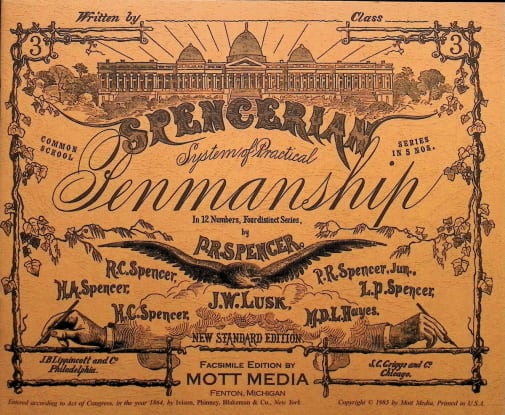 Written by Class
3 3
SPENCERIAN
COMMON SCHOOL
System of Practical
SERIES IN 5 NOS.
Penmanship
In 12 Numbers, Four distinct Series,
by
P.R. SPENCER.
R.C. Spencer, P.R. Spencer, Jun.,
H.A. Spencer, L.P. Spencer,
J.W. LUSK,
H.C. Spencer, M.D.L. Hayes.
NEW STANDARD EDITION.
J.B. Lippincott and Co
Philadelphia.
S.C. Griggs and Co
Chicago.
FACSIMILE EDITION BY
MOTT MEDIA
FENTON, MICHIGAN
Entered according to Act of Congress, in the year 1864, by Ivison, Phinney, Blakeman & Co., New York
Copyright © 1985 by Mott Media, Printed in U.S.A.